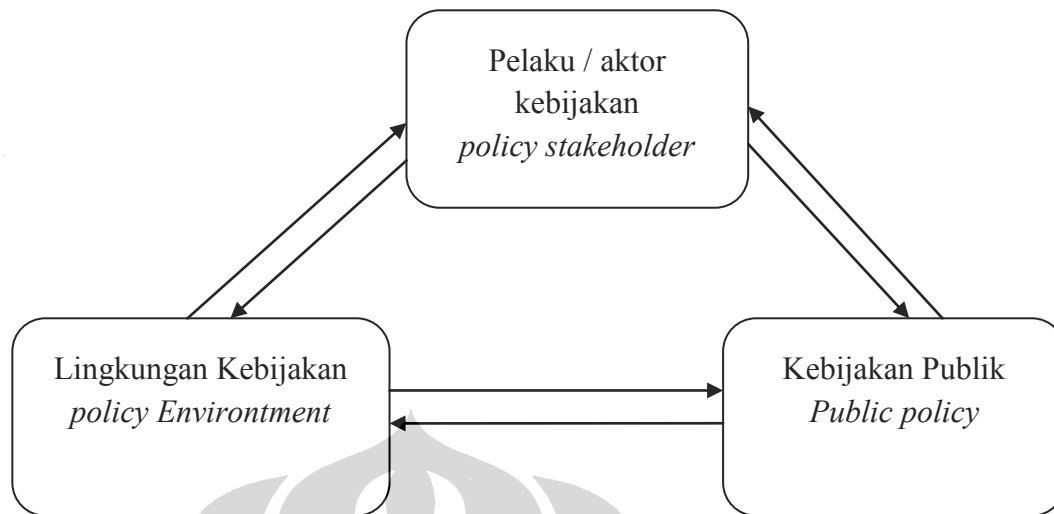 Pelaku / aktor
kebijakan
policy stakeholder
Lingkungan Kebijakan
policy Environtment
Kebijakan Publik
Public policy